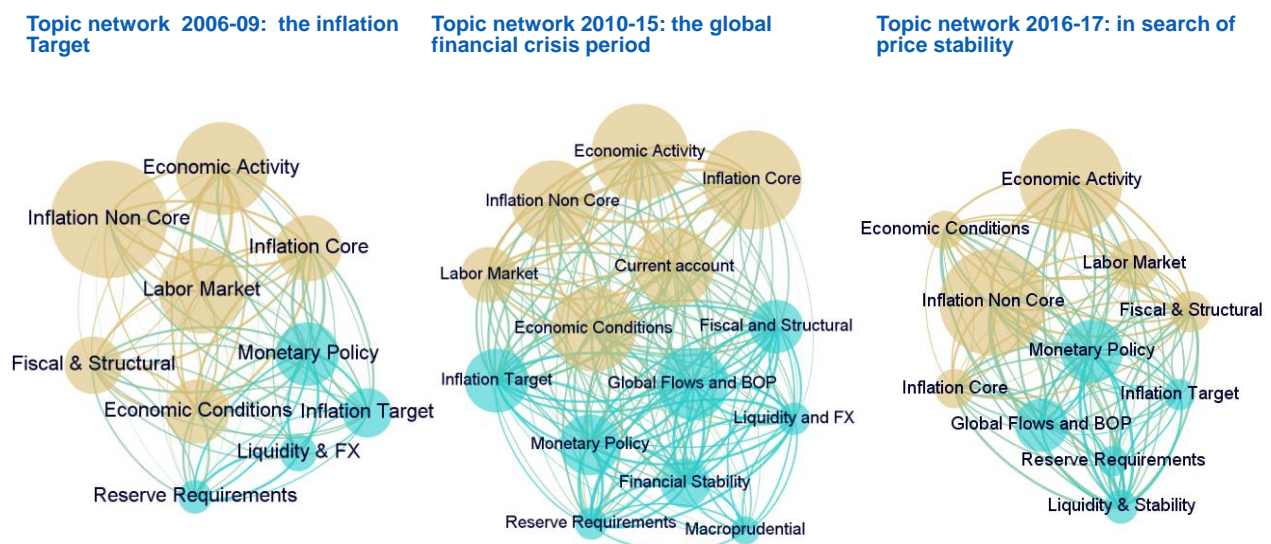 Topic network 2006-09: the inflation
Target
Economic Activity
Inflation Non Core
Inflation Core
Labor Market
Monetary Policy
Fiscal & Structural
Economic Conditions
Inflation Target
Liquidity & FX
Reserve Requirements
Topic network 2010-15: the global
financial crisis period
Economic Activity
Inflation Core
Inflation Non Core
Current account
Labor Market
Economic Conditions
Fiscal and Structural
Inflation Target
Global Flows and BOP
Liquidity and FX
Monetary Policy
Financial Stability
Reserve Requirements
Macroprudential
Topic network 2016-17: in search of
price stability
Economic Activity
Economic Conditions
Labor Market
Inflation Non Core
Fiscal & Structural
Monetary Policy
Inflation Core
Inflation Target
Global Flows and BOP
Reserve Requirements
Liquidity & Stability